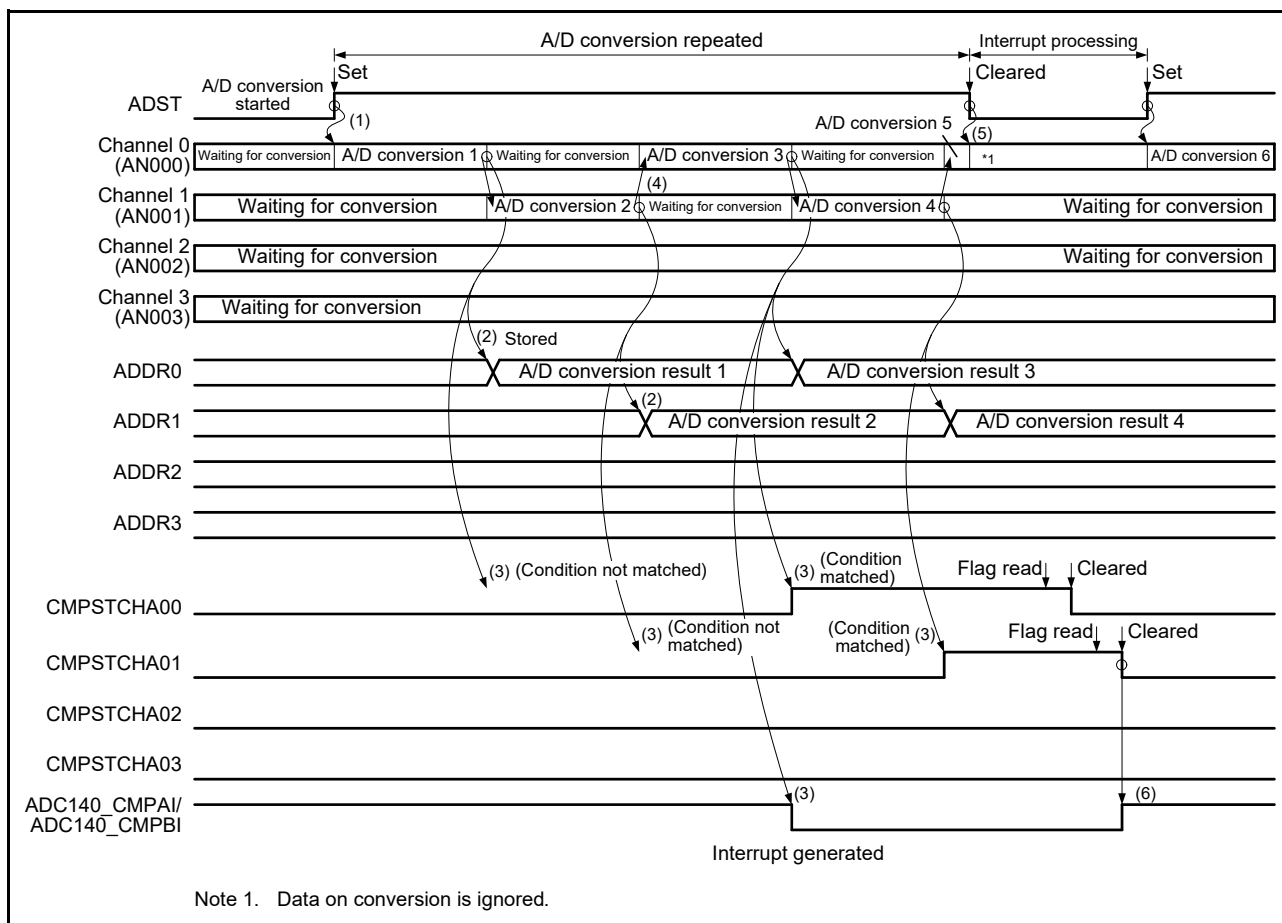 A/D conversion repeated
Interrupt processing
Set
Cleared
Set
A/D conversion
started
ADST
(1)
A/D conversion 5
(5)
Channel 0
(AN000)
Waiting for conversion
A/D conversion 1
Waiting for conversion
A/D conversion 3
Waiting for conversion
*1
A/D conversion 6
(4)
Channel 1
(AN001)
Waiting for conversion
A/D conversion 2
Waiting for conversion
A/D conversion 4
Waiting for conversion
Channel 2
(AN002)
Waiting for conversion
Waiting for conversion
Channel 3
(AN003)
Waiting for conversion
(2) Stored
ADDR0
A/D conversion result 1
A/D conversion result 3
(2)
ADDR1
A/D conversion result 2
A/D conversion result 4
ADDR2
ADDR3
(3) (Condition not matched)
(3) (Condition
matched)
Flag read
Cleared
CMPSTCHA00
(3) (Condition not
matched)
(Condition
matched) (3)
Flag read
Cleared
CMPSTCHA01
CMPSTCHA02
CMPSTCHA03
ADC140_CMPAI/
ADC140_CMPBI
(3)
(6)
Interrupt generated
Note 1. Data on conversion is ignored.